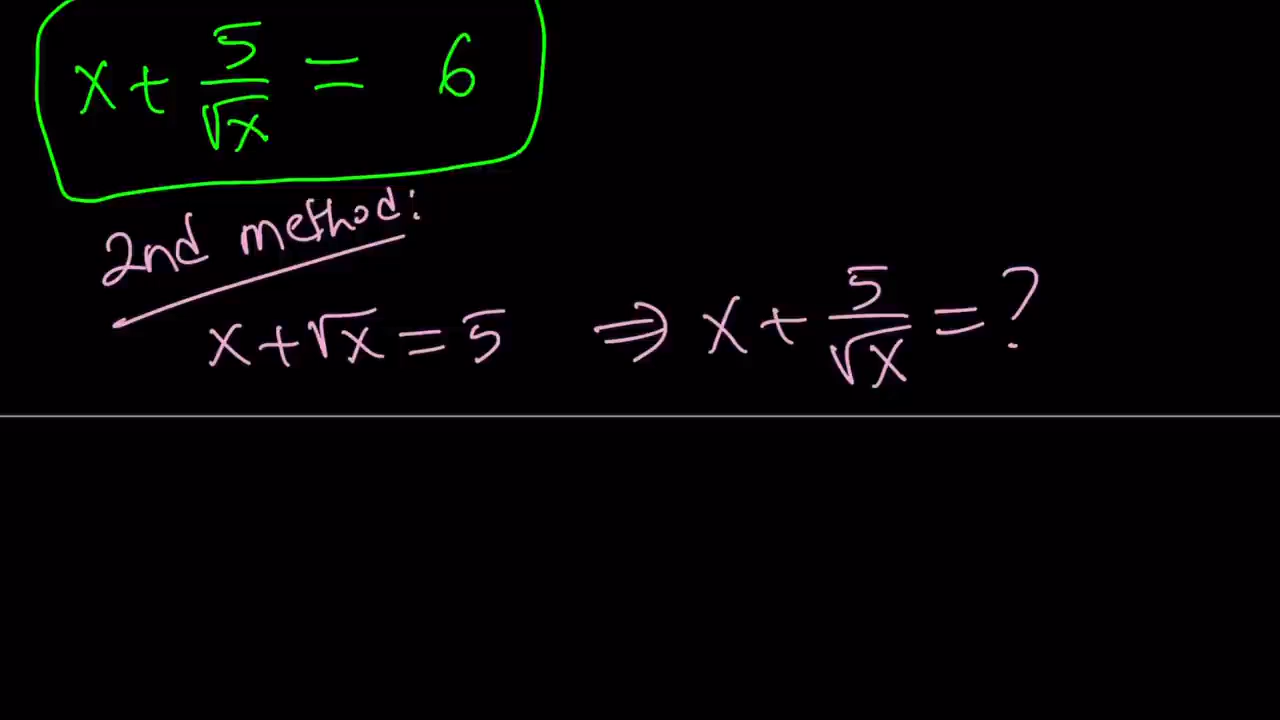 x + 5/√x = 6
2nd method:
x + √x = 5 ⇒ x + 5/√x = ?